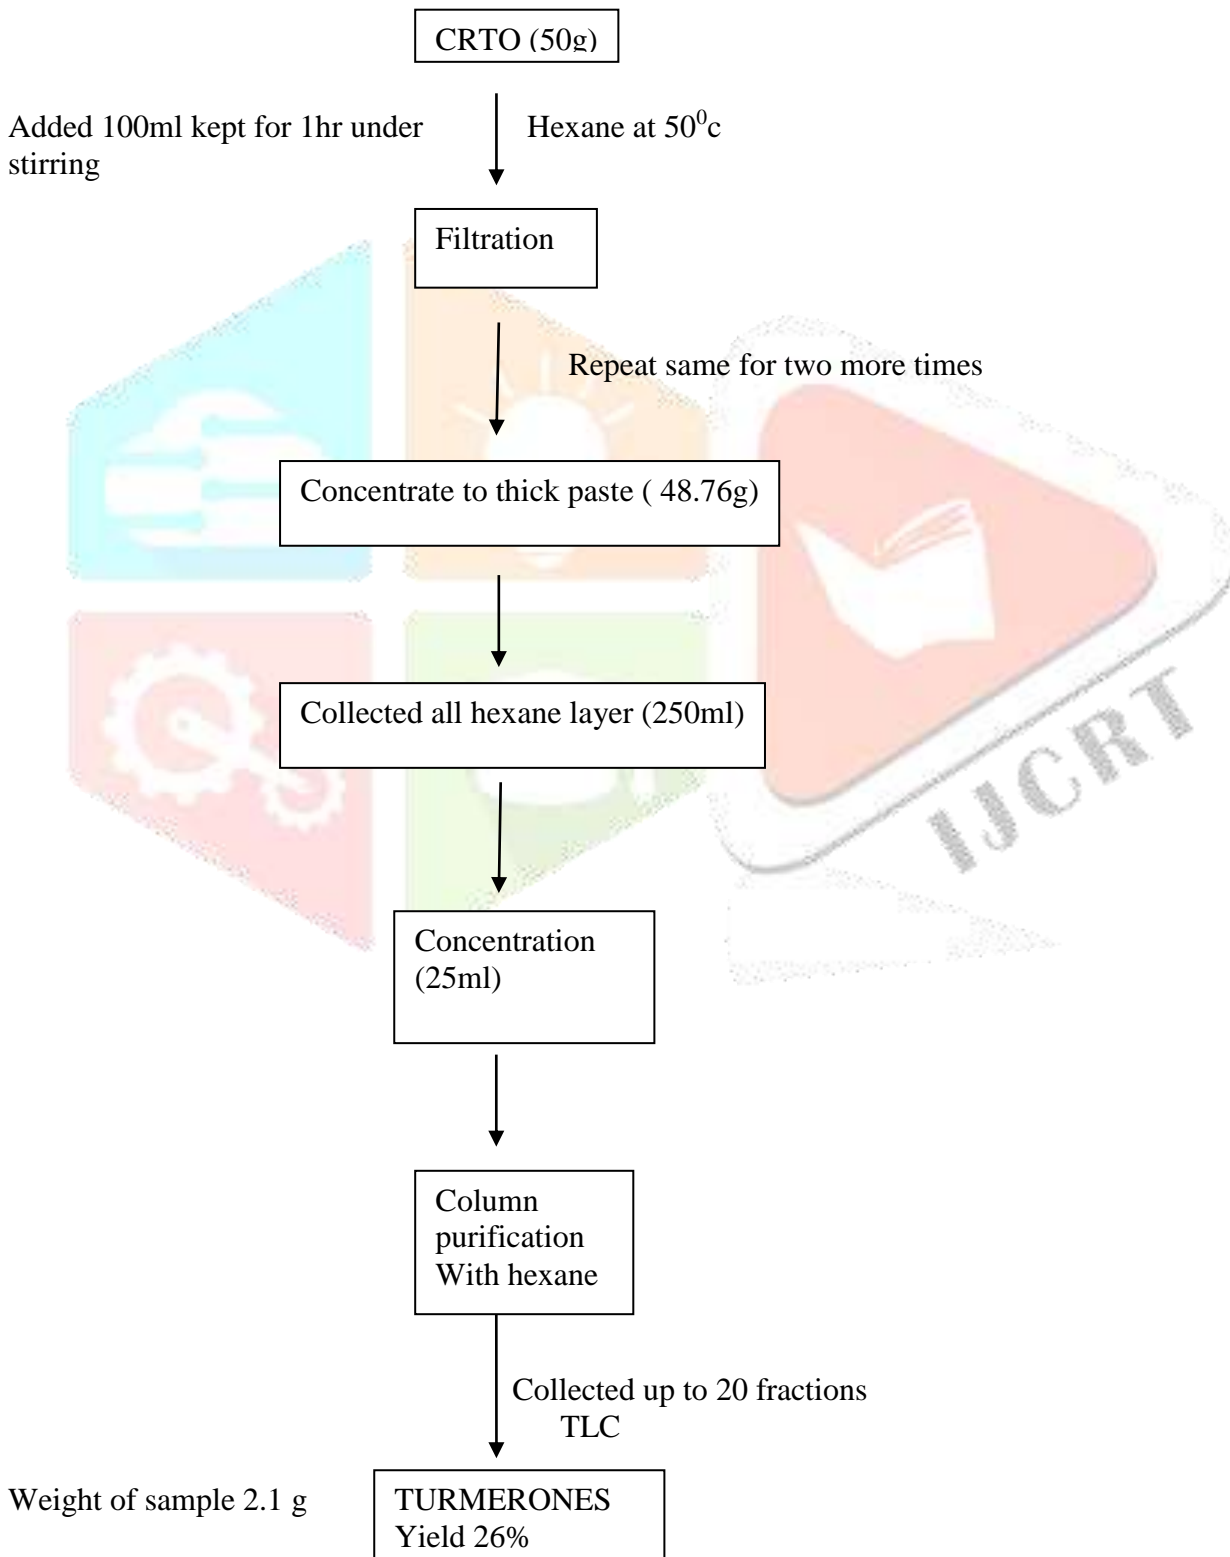 CRTO (50g)
Added 100ml kept for 1hr under
stirring
Hexane at 50⁰c
Filtration
Repeat same for two more times
Concentrate to thick paste ( 48.76g)
Collected all hexane layer (250ml)
IJCRT
Concentration
(25ml)
Column
purification
With hexane
Collected up to 20 fractions
TLC
Weight of sample 2.1 g
TURMERONES
Yield 26%